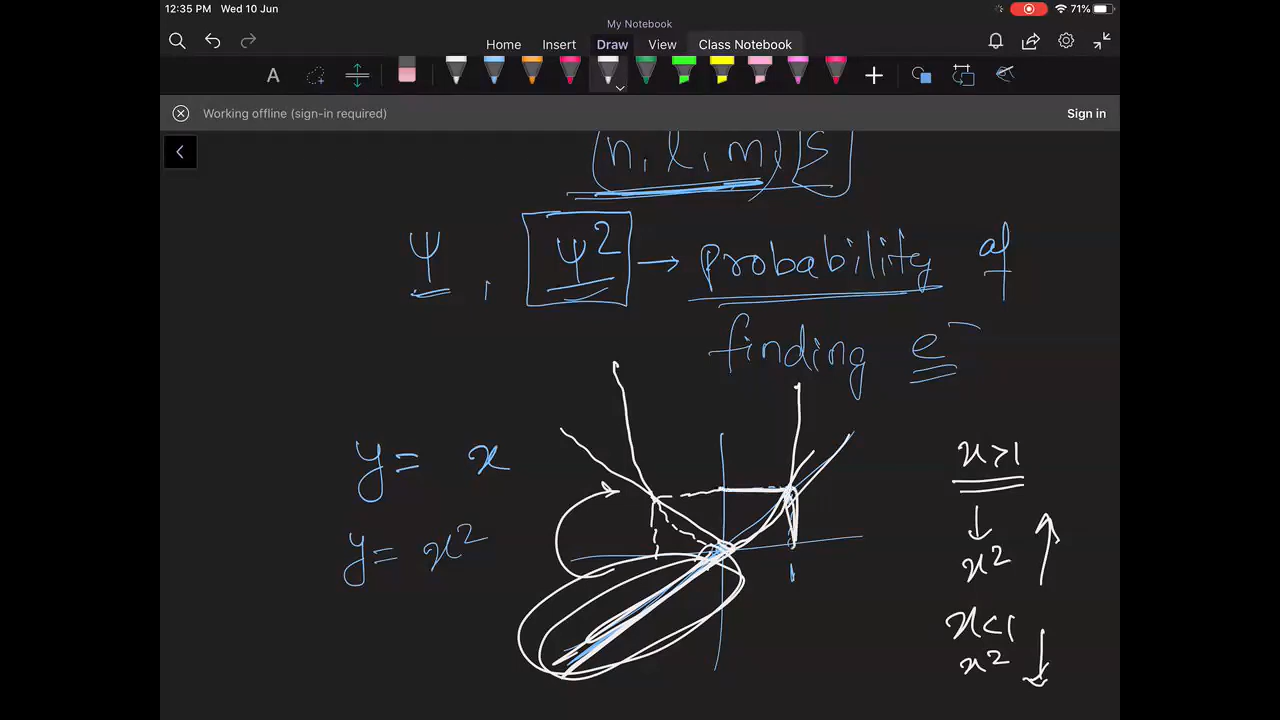 12:35 PM Wed 10 Jun
71%
My Notebook
Home Insert Draw View Class Notebook
A
Working offline (sign-in required) Sign in
(n, l, m) s
ψ , ψ² → probability of
finding e⁻
y = x
y = x²
1
x>1
↓
x² ↑
x<1
x² ↓